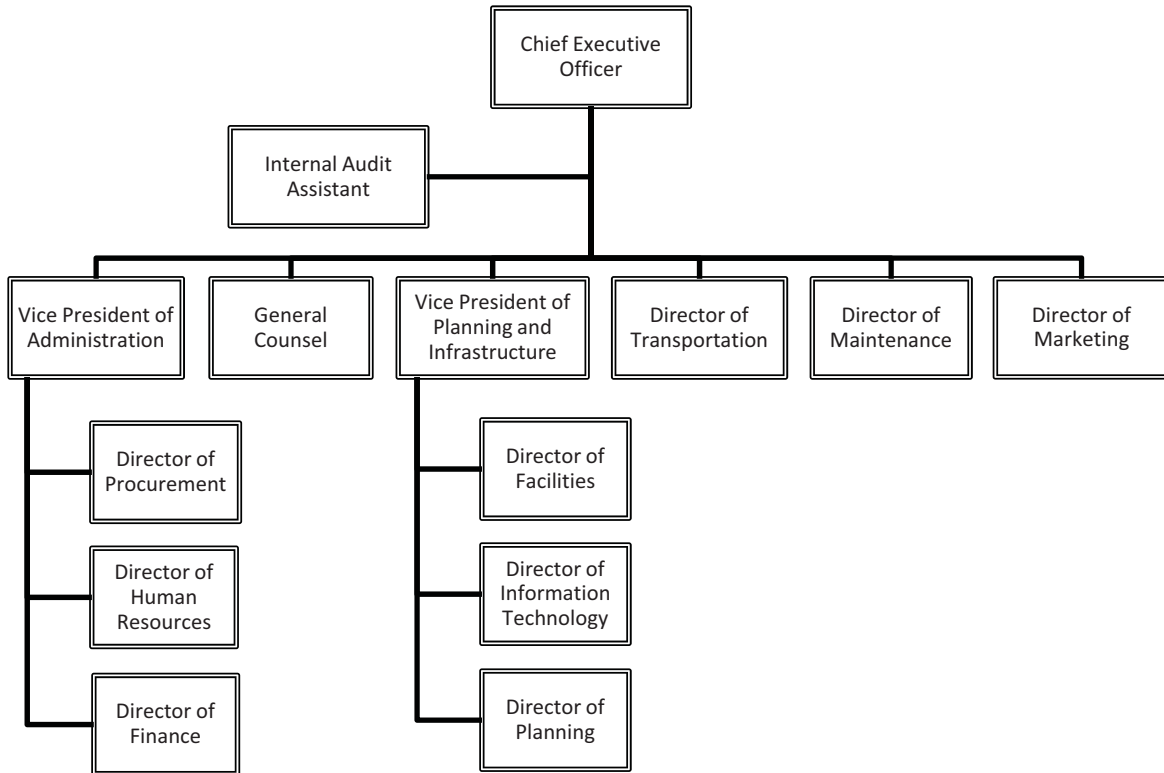 Chief Executive
Officer
Internal Audit
Assistant
Vice President of
Administration
General
Counsel
Vice President of
Planning and
Infrastructure
Director of
Transportation
Director of
Maintenance
Director of
Marketing
Director of
Procurement
Director of
Human
Resources
Director of
Finance
Director of
Facilities
Director of
Information
Technology
Director of
Planning